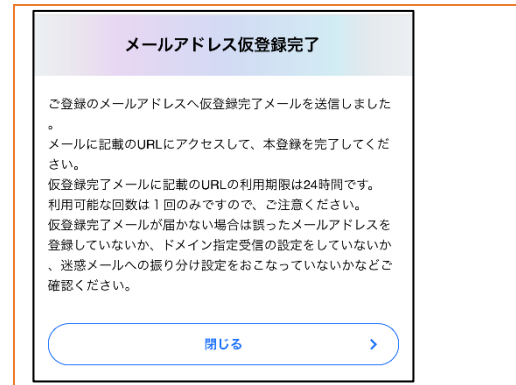 メールアドレス仮登録完了
ご登録のメールアドレスへ仮登録完了メールを送信しました
。
メールに記載のURLにアクセスして、本登録を完了してくだ
さい。
仮登録完了メールに記載のURLの利用期限は24時間です。
利用可能な回数は１回のみですので、ご注意ください。
仮登録完了メールが届かない場合は誤ったメールアドレスを
登録していないか、ドメイン指定受信の設定をしていないか
、迷惑メールへの振り分け設定をおこなっていないかなどご
確認ください。
閉じる